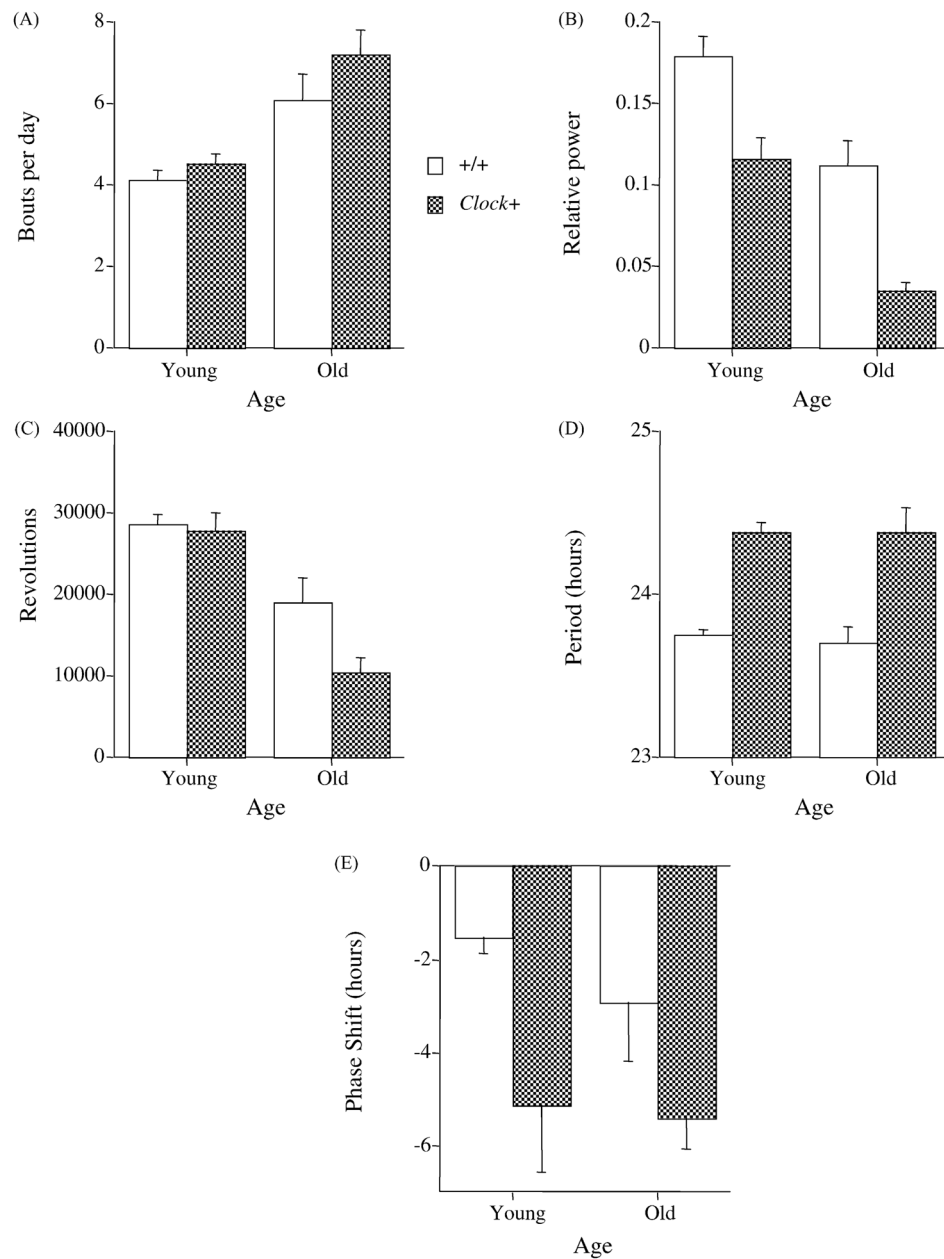 (A)
Bouts per day
8
6
4
2
0
Young Old
Age
+/+
Clock+
(B)
Relative power
0.2
0.15
0.1
0.05
0
Young Old
Age
(C)
Revolutions
40000
30000
20000
10000
0
Young Old
Age
(D)
Period (hours)
25
24
23
Young Old
Age
(E)
Phase Shift (hours)
0
-2
-4
-6
Young Old
Age